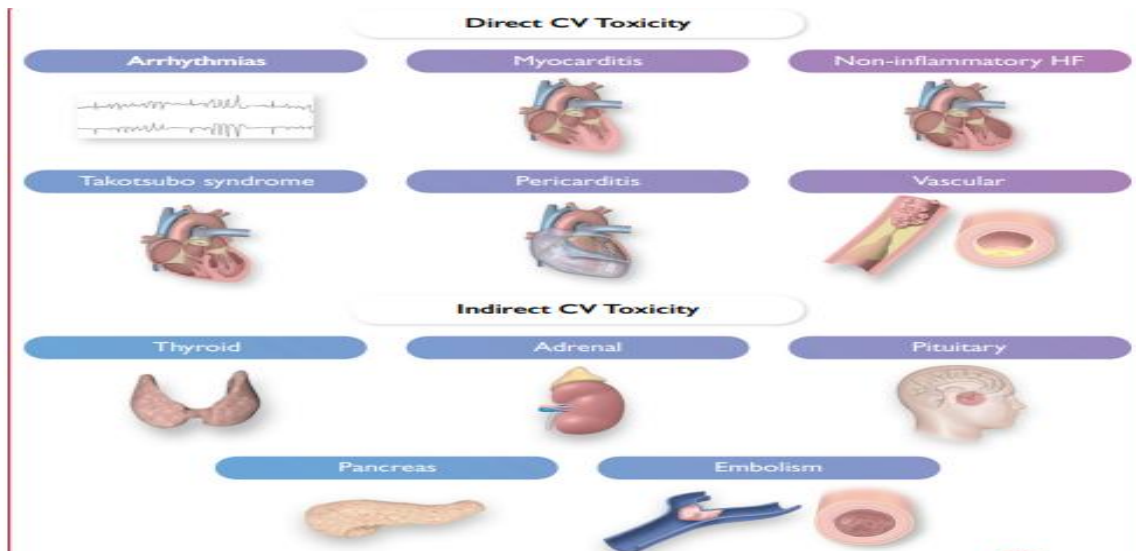 Direct CV Toxicity
Arrhythmias Myocarditis Non-inflammatory HF
Takotsubo syndrome Pericarditis Vascular
Indirect CV Toxicity
Thyroid Adrenal Pituitary
Pancreas Embolism